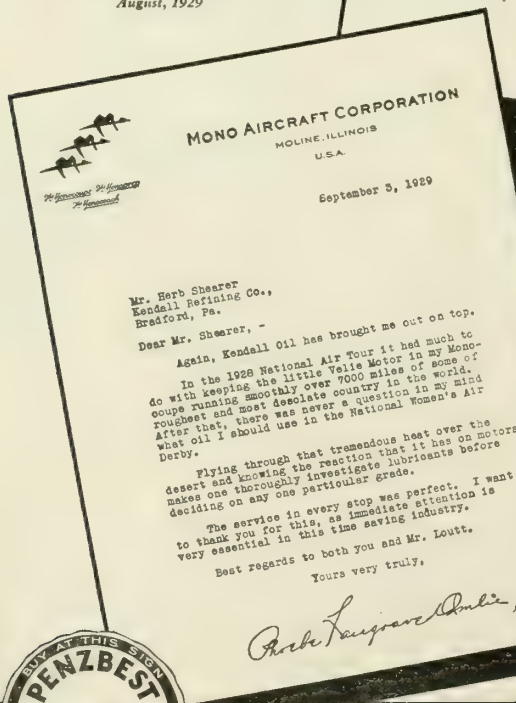 August, 1929
MONO AIRCRAFT CORPORATION
MOLINE, ILLINOIS
U.S.A.
The Monocoupe The Monoprep
The Monocoach
September 3, 1929
Mr. Herb Shearer
Kendall Refining Co.,
Bradford, Pa.
Dear Mr. Shearer, -
Again, Kendall Oil has brought me out on top.
In the 1928 National Air Tour it had much to
do with keeping the little Velie Motor in my Mono-
coupe running smoothly over 7000 miles of some of
roughest and most desolate country in the world.
After that, there was never a question in my mind
what oil I should use in the National Women's Air
Derby.
Flying through that tremendous heat over the
desert and knowing the reaction that it has on motors
makes one thoroughly investigate lubricants before
deciding on any one particular grade.
The service in every stop was perfect. I want
to thank you for this, as immediate attention is
very essential in this time saving industry.
Best regards to both you and Mr. Loutt.
Yours very truly,
Phoebe Fairgrave Omlie
BUY AT THIS SIGN
PENZBEST